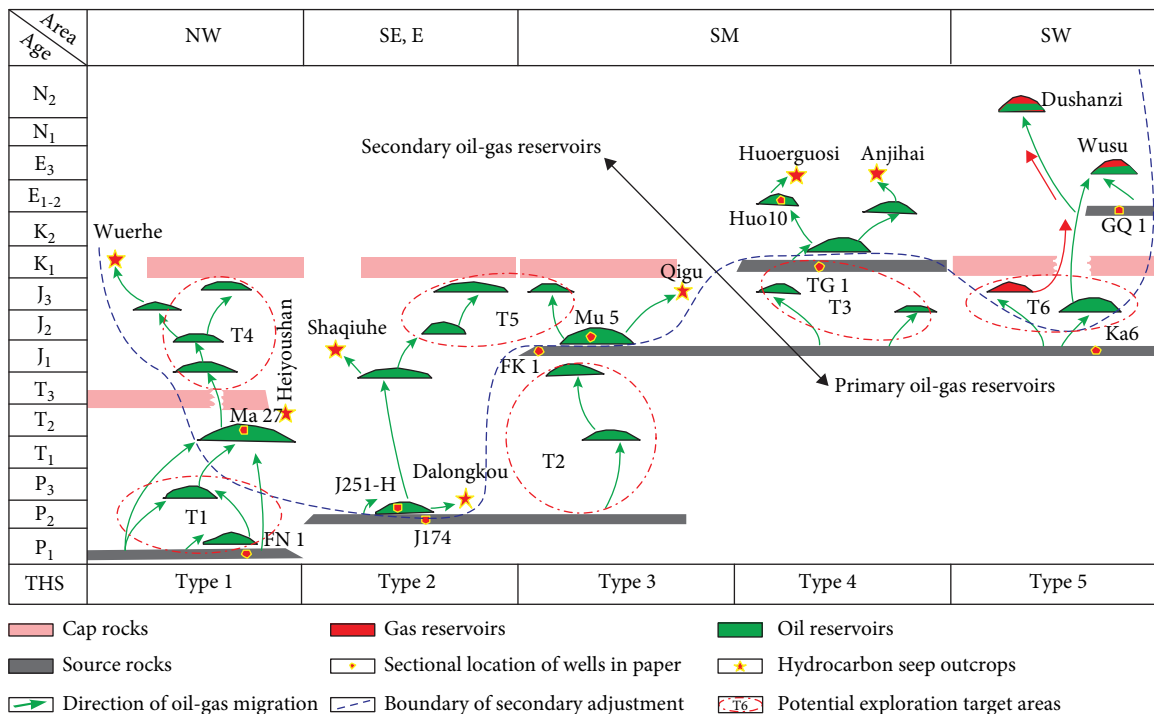 Area
Age
NW
SE, E
SM
SW
N2
N1
E3
E1-2
K2
K1
J3
J2
J1
T3
T2
T1
P3
P2
P1
THS
Dushanzi
Secondary oil-gas reservoirs
Huoerguosi
Anjihai
Wusu
Huo10
GQ 1
Wuerhe
Qigu
TG 1
T3
T6
T4
T5
Mu 5
Shaqiuhe
Heiyoushan
FK 1
Ka6
Primary oil-gas reservoirs
Ma 27
T2
J251-H
Dalongkou
T1
J174
FN 1
Type 1
Type 2
Type 3
Type 4
Type 5
Cap rocks
Gas reservoirs
Oil reservoirs
Source rocks
Sectional location of wells in paper
Hydrocarbon seep outcrops
Direction of oil-gas migration
Boundary of secondary adjustment
T6
Potential exploration target areas